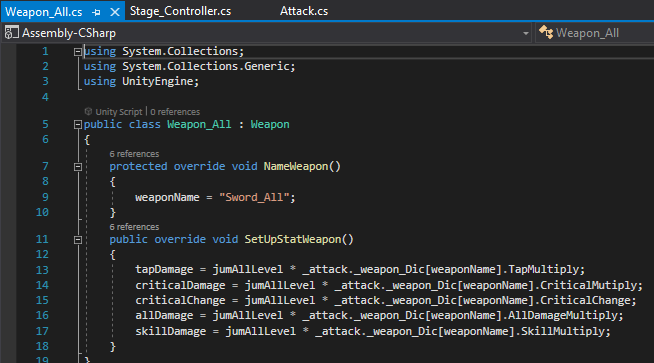 Weapon_All.cs Stage_Controller.cs Attack.cs
Assembly-CSharp Weapon_All
1 using System.Collections;
2 using System.Collections.Generic;
3 using UnityEngine;
4
Unity Script | 0 references
5 public class Weapon_All : Weapon
6 {
6 references
7 protected override void NameWeapon()
8 {
9 weaponName = "Sword_All";
10 }
6 references
11 public override void SetUpStatWeapon()
12 {
13 tapDamage = jumAllLevel * _attack._weapon_Dic[weaponName].TapMultiply;
14 criticalDamage = jumAllLevel * _attack._weapon_Dic[weaponName].CriticalMutiply;
15 criticalChange = jumAllLevel * _attack._weapon_Dic[weaponName].CriticalChange;
16 allDamage = jumAllLevel * _attack._weapon_Dic[weaponName].AllDamageMultiply;
17 skillDamage = jumAllLevel * _attack._weapon_Dic[weaponName].SkillMultiply;
18 }
19 }